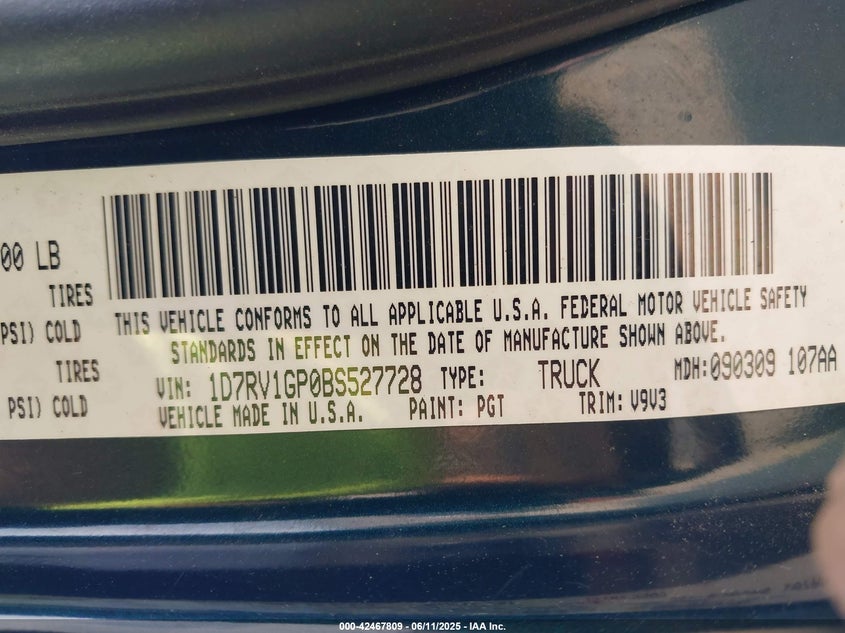 00 LB
TIRES
PSI) COLD
TIRES
PSI) COLD
THIS VEHICLE CONFORMS TO ALL APPLICABLE U.S.A. FEDERAL MOTOR VEHICLE SAFETY
STANDARDS IN EFFECT ON THE DATE OF MANUFACTURE SHOWN ABOVE.
VIN: 1D7RV1GP0BS527728 TYPE: TRUCK MDH:090309 107AA
VEHICLE MADE IN U.S.A. PAINT: PGT TRIM: V9V3
000-42467809 - 06/11/2025 - IAA Inc.